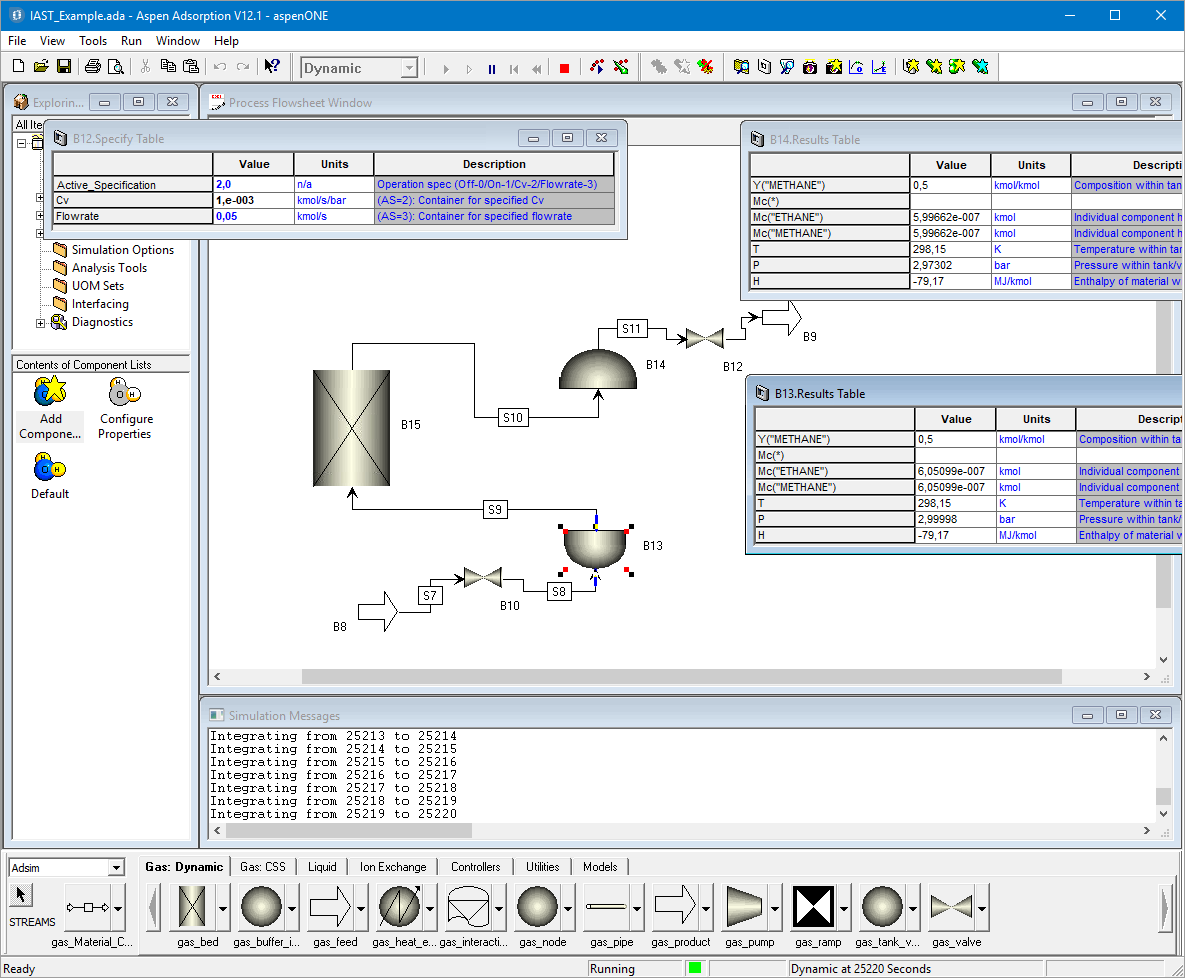 IAST_Example.ada - Aspen Adsorption V12.1 - aspenONE
File View Tools Run Window Help
Dynamic
Explorin...
All Ite
Simulation Options
Analysis Tools
UOM Sets
Interfacing
Diagnostics
Contents of Component Lists
Add Compone...
Configure Properties
Default
Process Flowsheet Window
B12.Specify Table
Value Units Description
Active_Specification 2,0 n/a Operation spec (Off-0/On-1/Cv-2/Flowrate-3)
Cv 1,e-003 kmol/s/bar (AS=2): Container for specified Cv
Flowrate 0,05 kmol/s (AS=3): Container for specified flowrate
B14.Results Table
Value Units Descripti
Y("METHANE") 0,5 kmol/kmol Composition within tan
Mc(*)
Mc("ETHANE") 5,99662e-007 kmol Individual component h
Mc("METHANE") 5,99662e-007 kmol Individual component h
T 298,15 K Temperature within tan
P 2,97302 bar Pressure within tank/v
H -79,17 MJ/kmol Enthalpy of material w
S11
B14
B12
B9
B15
S10
S9
B13
S8
B10
S7
B8
B13.Results Table
Value Units Descript
Y("METHANE") 0,5 kmol/kmol Composition within ta
Mc(*)
Mc("ETHANE") 6,05099e-007 kmol Individual component
Mc("METHANE") 6,05099e-007 kmol Individual component
T 298,15 K Temperature within ta
P 2,99998 bar Pressure within tank/
H -79,17 MJ/kmol Enthalpy of material w
Simulation Messages
Integrating from 25213 to 25214
Integrating from 25214 to 25215
Integrating from 25215 to 25216
Integrating from 25216 to 25217
Integrating from 25217 to 25218
Integrating from 25218 to 25219
Integrating from 25219 to 25220
Adsim
Gas: Dynamic Gas: CSS Liquid Ion Exchange Controllers Utilities Models
STREAMS
gas_Material_C... gas_bed gas_buffer_i... gas_feed gas_heat_e... gas_interacti... gas_node gas_pipe gas_product gas_pump gas_ramp gas_tank_v... gas_valve
Ready Running Dynamic at 25220 Seconds